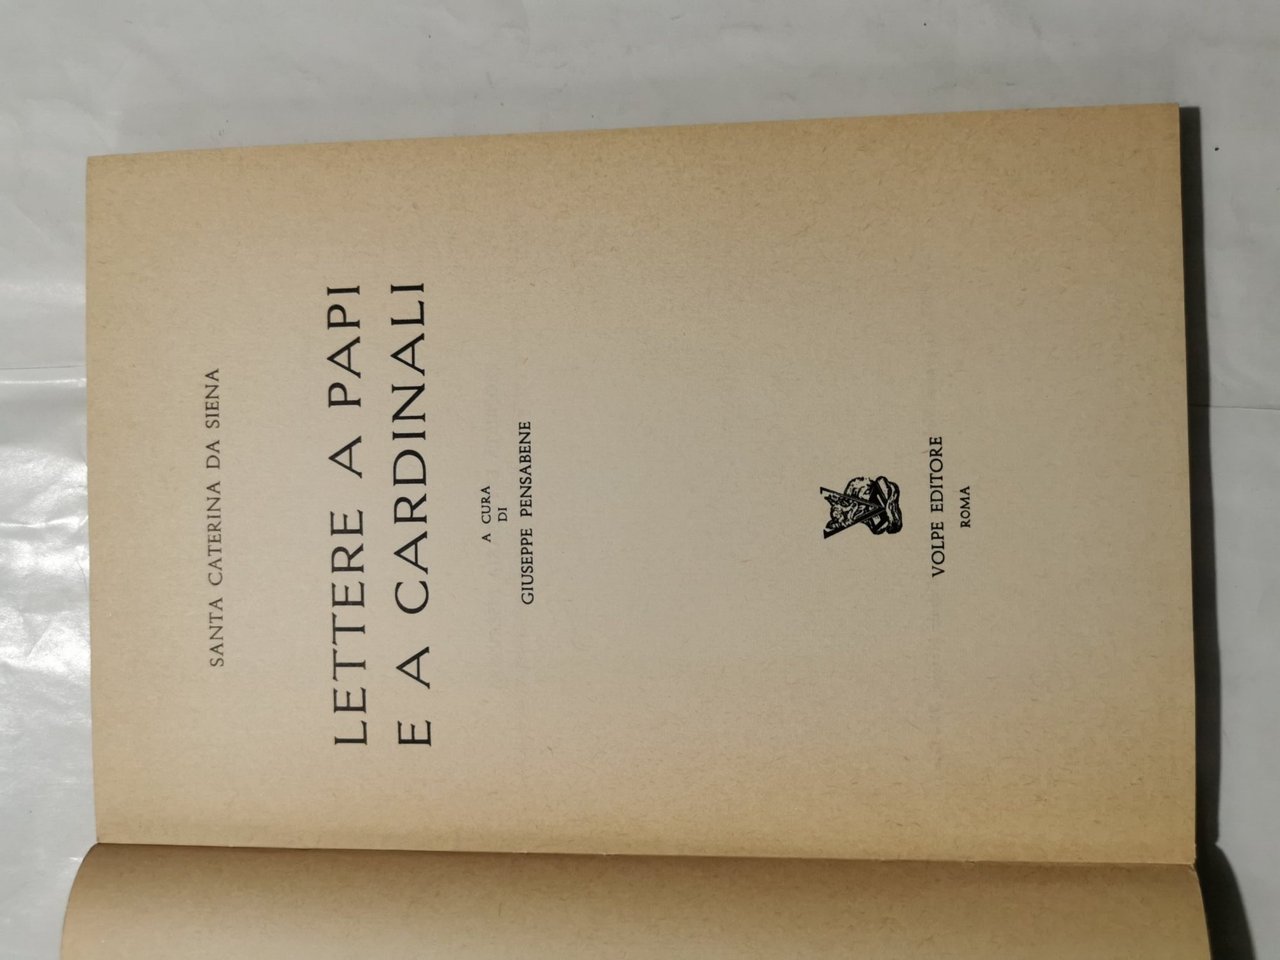 SANTA CATERINA DA SIENA
LETTERE A PAPI
E A CARDINALI
A CURA
DI
GIUSEPPE PENSABENE
VOLPE EDITORE
ROMA